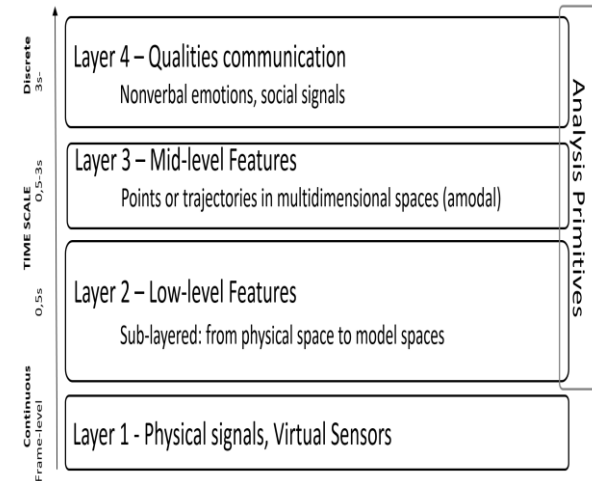 Layer 4 – Qualities communication
Nonverbal emotions, social signals
Layer 3 – Mid-level Features
Points or trajectories in multidimensional spaces (amodal)
Layer 2 – Low-level Features
Sub-layered: from physical space to model spaces
Layer 1 - Physical signals, Virtual Sensors
Analysis Primitives
Discrete
3s-
TIME SCALE
0,5-3s
0,5s
Continuous
Frame-level